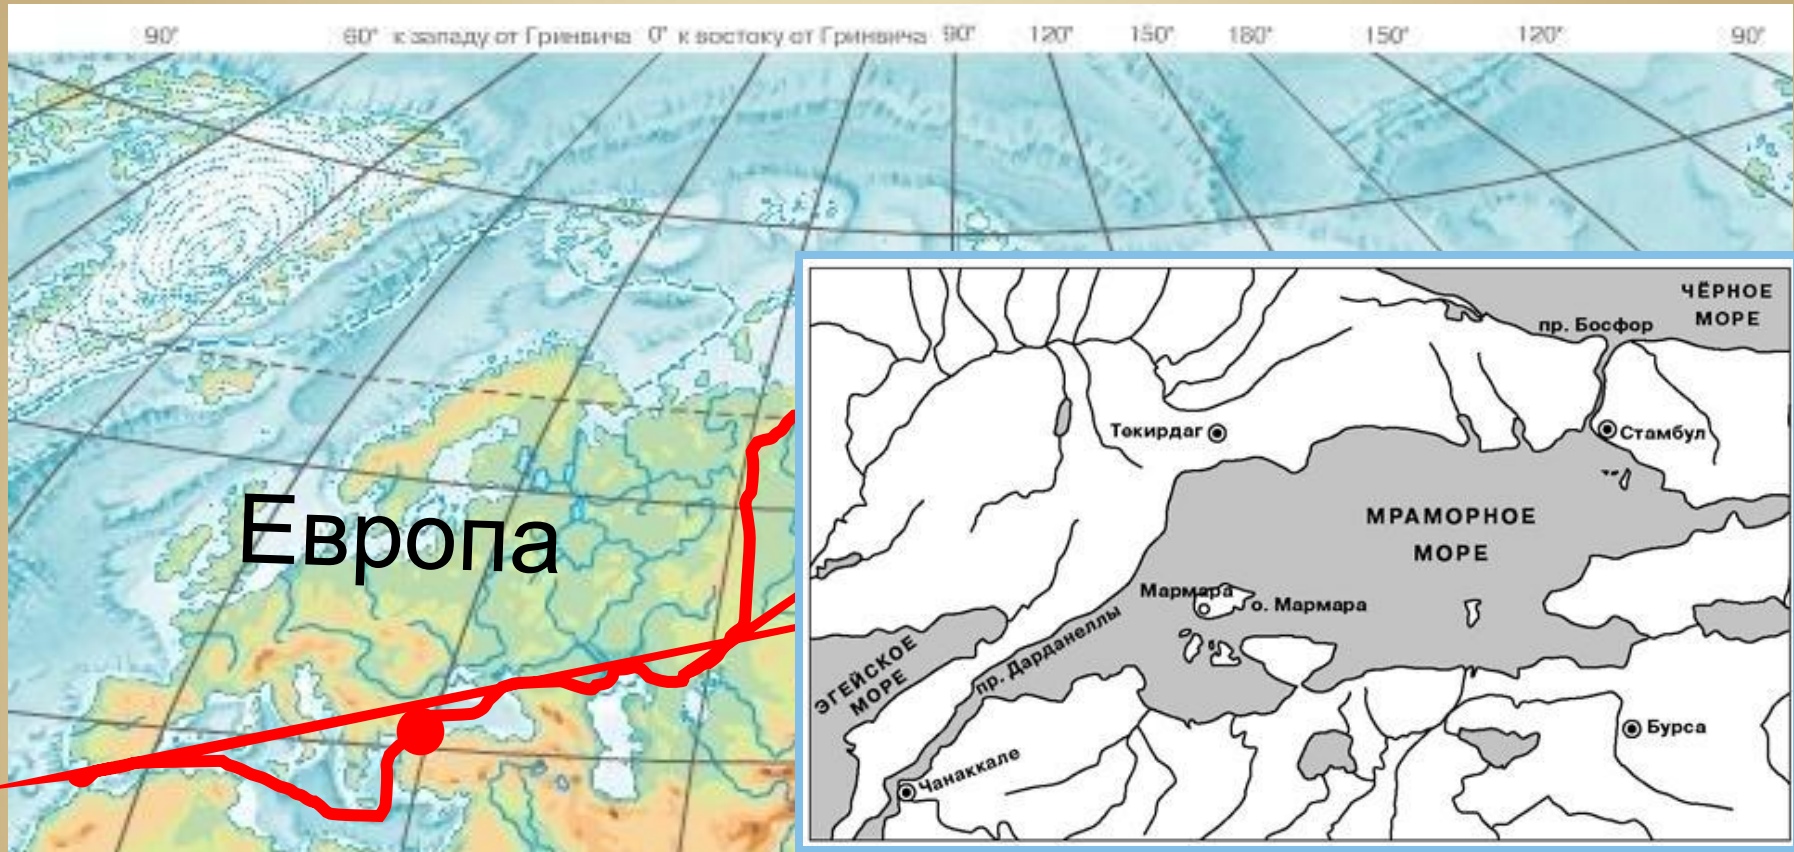 90° 60° к западу от Гринвича 0° к востоку от Гринвича 90° 120° 150° 180° 150° 120° 90°
Европа
ЧЁРНОЕ
МОРЕ
пр. Босфор
Текирдаг
Стамбул
МРАМОРНОЕ
МОРЕ
Мармара
о. Мармара
пр. Дарданеллы
ЭГЕЙСКОЕ
МОРЕ
Бурса
Чанаккале